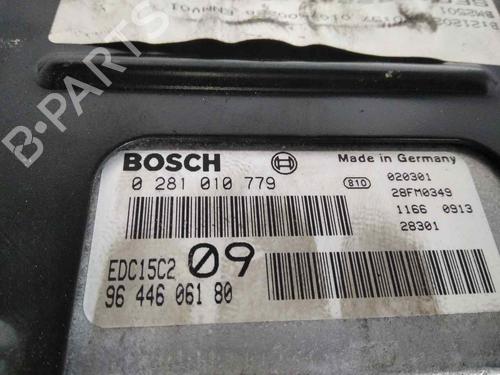 B-PARTS
BOSCH
Made in Germany
0 281 010 779
810
020301
28FM0349
1166 0913
28301
EDC15C2 09
96 446 061 80